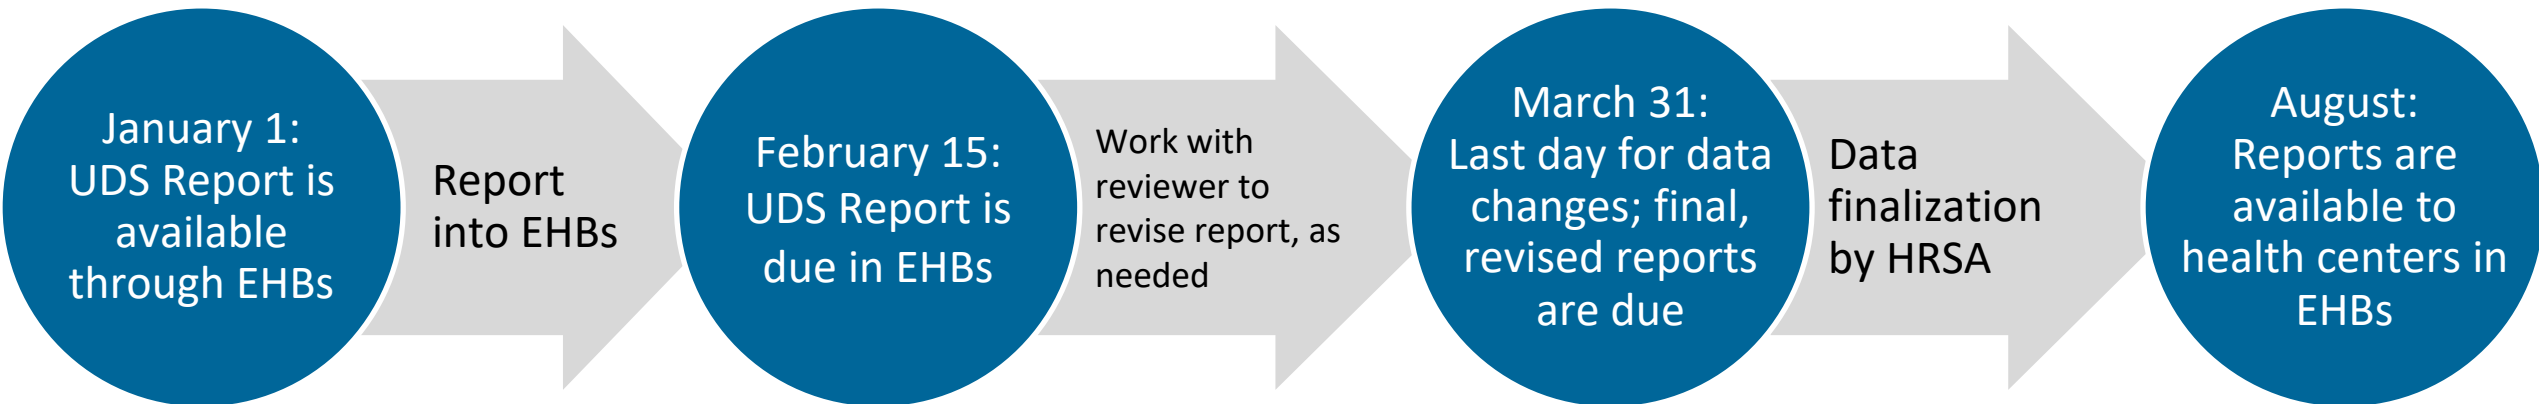 January 1:
UDS Report is
available
through EHBs
Report
into EHBs
February 15:
UDS Report is
due in EHBs
Work with
reviewer to
revise report, as
needed
March 31:
Last day for data
changes; final,
revised reports
are due
Data
finalization
by HRSA
August:
Reports are
available to
health centers in
EHBs